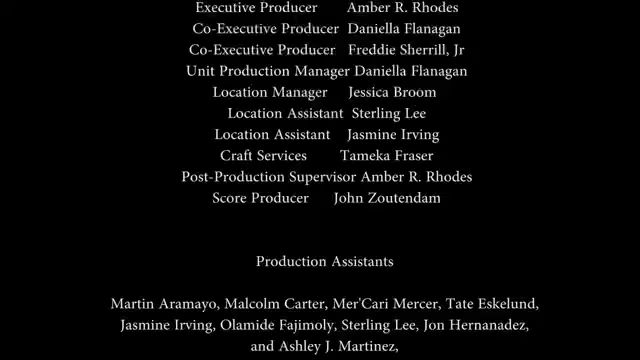 Executive Producer Amber R. Rhodes
Co-Executive Producer Daniella Flanagan
Co-Executive Producer Freddie Sherrill, Jr
Unit Production Manager Daniella Flanagan
Location Manager Jessica Broom
Location Assistant Sterling Lee
Location Assistant Jasmine Irving
Craft Services Tameka Fraser
Post-Production Supervisor Amber R. Rhodes
Score Producer John Zoutendam
Production Assistants
Martin Aramayo, Malcolm Carter, Mer'Cari Mercer, Tate Eskelund,
Jasmine Irving, Olamide Fajimoly, Sterling Lee, Jon Hernanadez,
and Ashley J. Martinez,